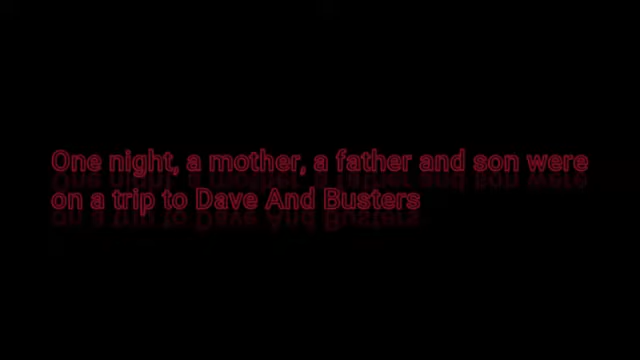 One night, a mother, a father and son were
on a trip to Dave And Busters